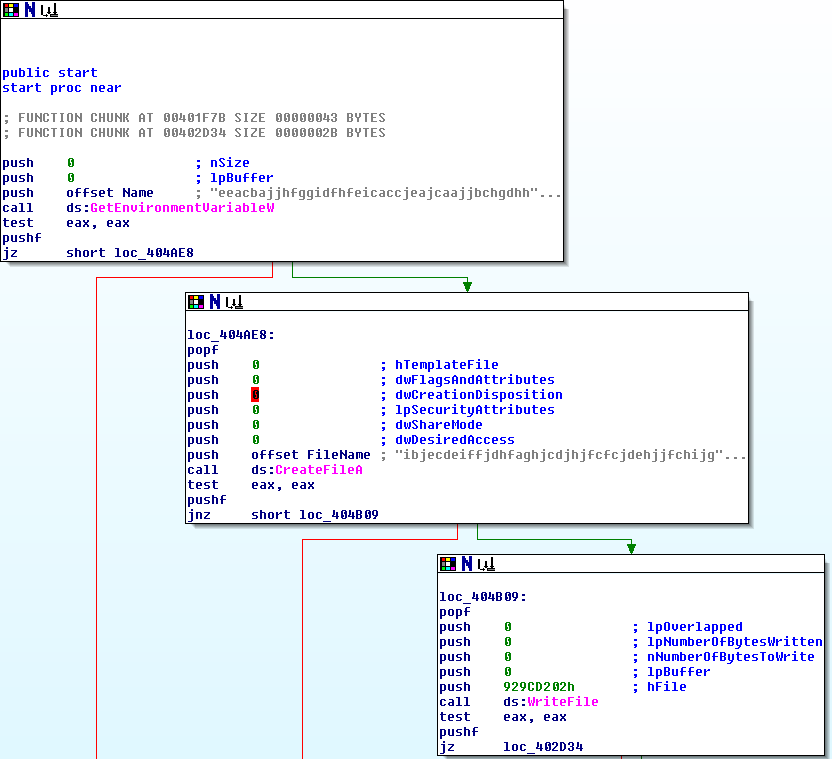 public start
start proc near
; FUNCTION CHUNK AT 00401F7B SIZE 00000043 BYTES
; FUNCTION CHUNK AT 00402D34 SIZE 0000002B BYTES
push 0 ; nSize
push 0 ; lpBuffer
push offset Name ; "eeacbajjhfggidfhfeicaccjeajcaajjbchgdhh"...
call ds:GetEnvironmentVariableW
test eax, eax
pushf
jz short loc_404AE8
loc_404AE8:
popf
push 0 ; hTemplateFile
push 0 ; dwFlagsAndAttributes
push 0 ; dwCreationDisposition
push 0 ; lpSecurityAttributes
push 0 ; dwShareMode
push 0 ; dwDesiredAccess
push offset FileName ; "ibjecdeiffjdhfaghjcdjhjfcfcjdehjjfchijg"...
call ds:CreateFileA
test eax, eax
pushf
jnz short loc_404B09
loc_404B09:
popf
push 0 ; lpOverlapped
push 0 ; lpNumberOfBytesWritten
push 0 ; nNumberOfBytesToWrite
push 0 ; lpBuffer
push 929CD202h ; hFile
call ds:WriteFile
test eax, eax
pushf
jz loc_402D34